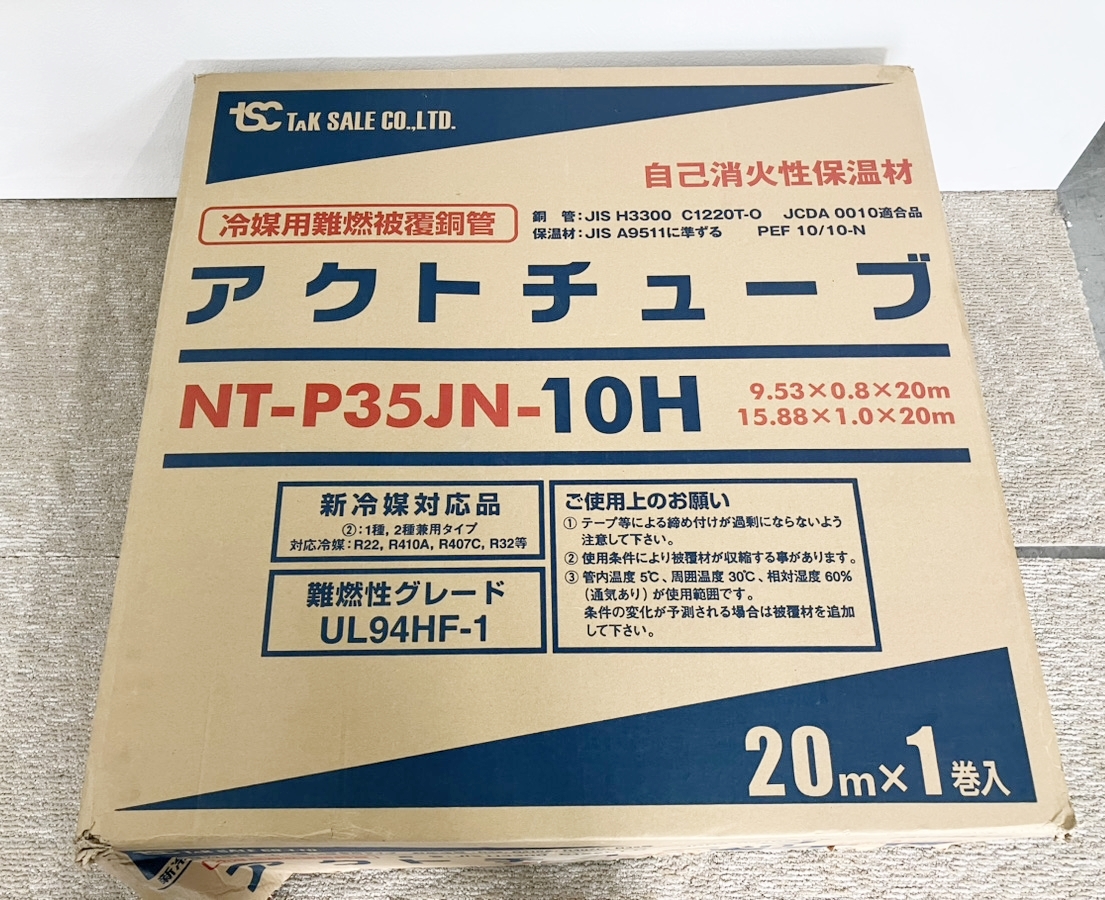 tsc TAK SALE CO.,LTD.
自己消火性保温材
冷媒用難燃被覆銅管
銅 管:JIS H3300 C1220T-O JCDA 0010適合品
保温材:JIS A9511に準ずる PEF 10/10-N
アクトチューブ
NT-P35JN-10H
9.53×0.8×20m
15.88×1.0×20m
新冷媒対応品
②:1種, 2種兼用タイプ
対応冷媒:R22, R410A, R407C, R32等
難燃性グレード
UL94HF-1
ご使用上のお願い
① テープ等による締め付けが過剰にならないよう
注意して下さい。
② 使用条件により被覆材が収縮する事があります。
③ 管内温度 5℃、周囲温度 30℃、相対湿度 60%
(通気あり) が使用範囲です。
条件の変化が予測される場合は被覆材を追加
して下さい。
20m×1巻入
新冷
アクト